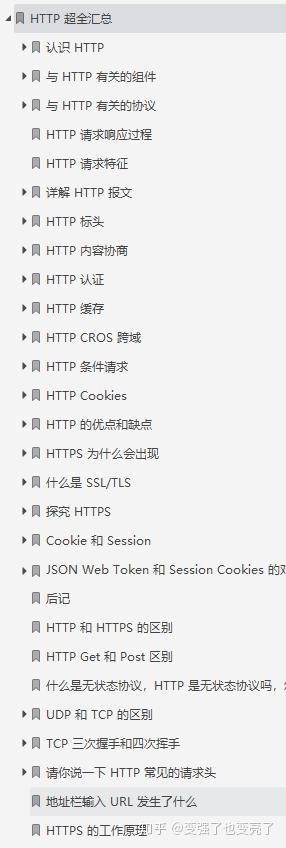 HTTP 超全汇总
认识 HTTP
与 HTTP 有关的组件
与 HTTP 有关的协议
HTTP 请求响应过程
HTTP 请求特征
详解 HTTP 报文
HTTP 标头
HTTP 内容协商
HTTP 认证
HTTP 缓存
HTTP CROS 跨域
HTTP 条件请求
HTTP Cookies
HTTP 的优点和缺点
HTTPS 为什么会出现
什么是 SSL/TLS
探究 HTTPS
Cookie 和 Session
JSON Web Token 和 Session Cookies 的
后记
HTTP 和 HTTPS 的区别
HTTP Get 和 Post 区别
什么是无状态协议，HTTP 是无状态协议吗，
UDP 和 TCP 的区别
TCP 三次握手和四次挥手
请你说一下 HTTP 常见的请求头
地址栏输入 URL 发生了什么
HTTPS 的工作原理
知乎 @变强了也变亮了